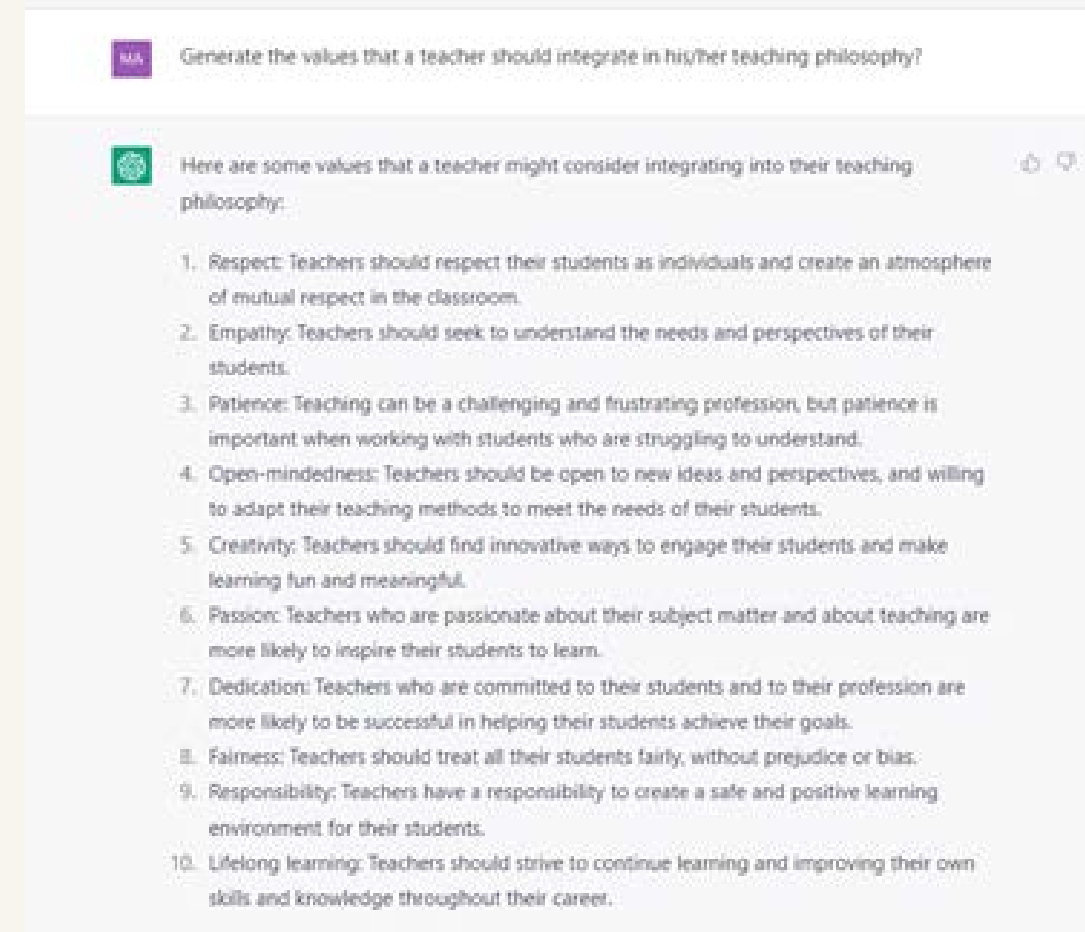 MA
Generate the values that a teacher should integrate in his/her teaching philosophy?
Here are some values that a teacher might consider integrating into their teaching
philosophy:
1. Respect: Teachers should respect their students as individuals and create an atmosphere
of mutual respect in the classroom.
2. Empathy: Teachers should seek to understand the needs and perspectives of their
students.
3. Patience: Teaching can be a challenging and frustrating profession, but patience is
important when working with students who are struggling to understand.
4. Open-mindedness: Teachers should be open to new ideas and perspectives, and willing
to adapt their teaching methods to meet the needs of their students.
5. Creativity: Teachers should find innovative ways to engage their students and make
learning fun and meaningful.
6. Passion: Teachers who are passionate about their subject matter and about teaching are
more likely to inspire their students to learn.
7. Dedication: Teachers who are committed to their students and to their profession are
more likely to be successful in helping their students achieve their goals.
8. Fairness: Teachers should treat all their students fairly, without prejudice or bias.
9. Responsibility: Teachers have a responsibility to create a safe and positive learning
environment for their students.
10. Lifelong learning: Teachers should strive to continue learning and improving their own
skills and knowledge throughout their career.